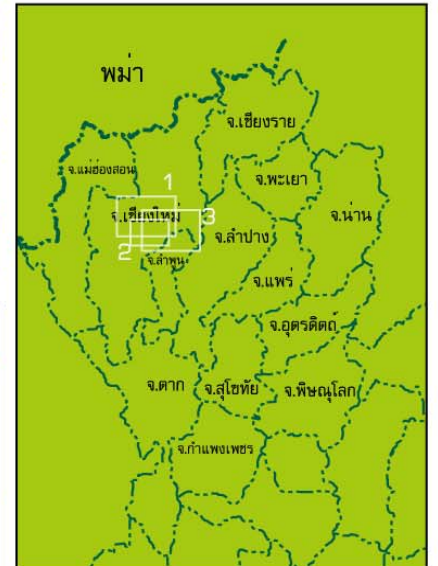 พม่า
จ.เชียงราย
จ.แม่ฮ่องสอน
1
จ.พะเยา
จ.เชียงใหม่
3
จ.น่าน
จ.ลำปาง
2
จ.ลำพูน
จ.แพร่
จ.อุตรดิตถ์
จ.ตาก
จ.สุโขทัย
จ.พิษณุโลก
จ.กำแพงเพชร